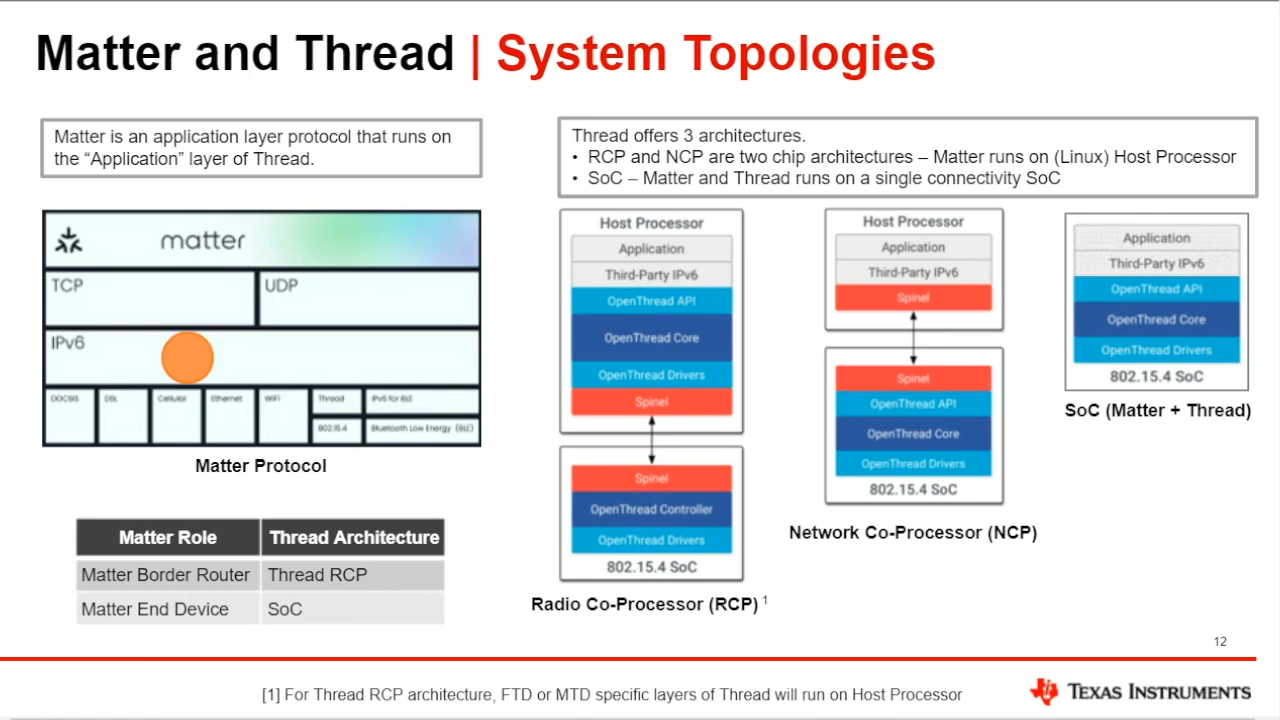 Matter and Thread | System Topologies
Matter is an application layer protocol that runs on
the “Application” layer of Thread.
Thread offers 3 architectures.
• RCP and NCP are two chip architectures – Matter runs on (Linux) Host Processor
• SoC – Matter and Thread runs on a single connectivity SoC
matter
TCP
UDP
IPv6
DOCSIS
DSL
Cellular
Ethernet
WiFi
Thread
IPv6 for BLE
802.15.4
Bluetooth Low Energy (BLE)
Matter Protocol
Matter Role
Thread Architecture
Matter Border Router
Thread RCP
Matter End Device
SoC
Host Processor
Application
Third-Party IPv6
OpenThread API
OpenThread Core
OpenThread Drivers
Spinel
Spinel
OpenThread Controller
OpenThread Drivers
802.15.4 SoC
Radio Co-Processor (RCP) 1
Host Processor
Application
Third-Party IPv6
Spinel
Spinel
OpenThread API
OpenThread Core
OpenThread Drivers
802.15.4 SoC
Network Co-Processor (NCP)
Application
Third-Party IPv6
OpenThread API
OpenThread Core
OpenThread Drivers
802.15.4 SoC
SoC (Matter + Thread)
12
[1] For Thread RCP architecture, FTD or MTD specific layers of Thread will run on Host Processor
TEXAS INSTRUMENTS